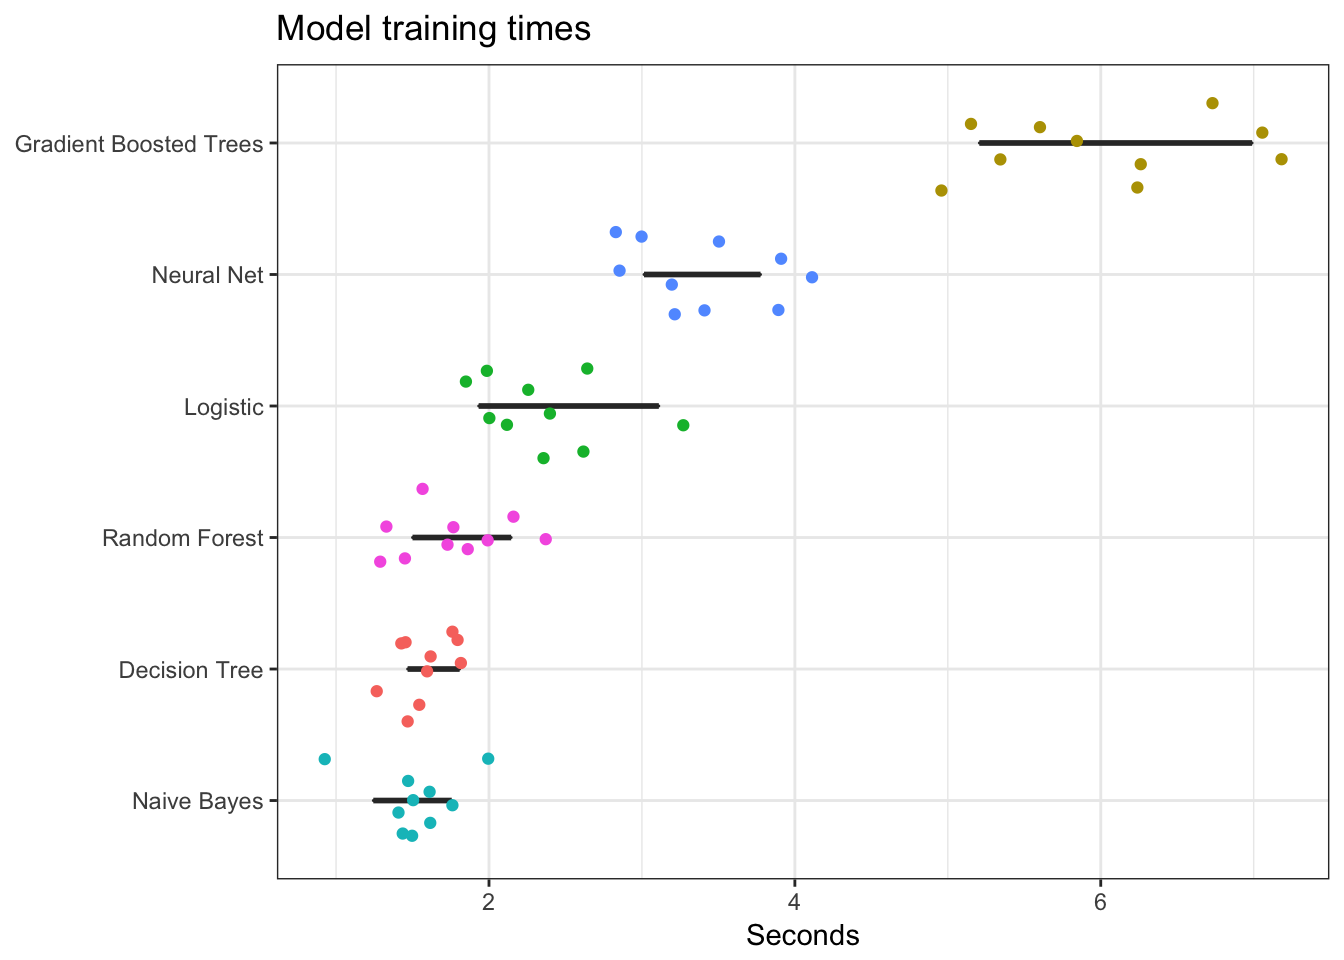 Model training times
Gradient Boosted Trees
Neural Net
Logistic
Random Forest
Decision Tree
Naive Bayes
2 4 6
Seconds